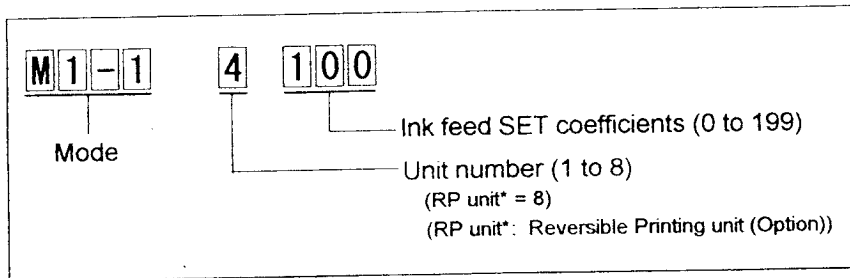 M1-1 4 100
Ink feed SET coefficients (0 to 199)
Mode
Unit number (1 to 8)
(RP unit* = 8)
(RP unit*: Reversible Printing unit (Option))